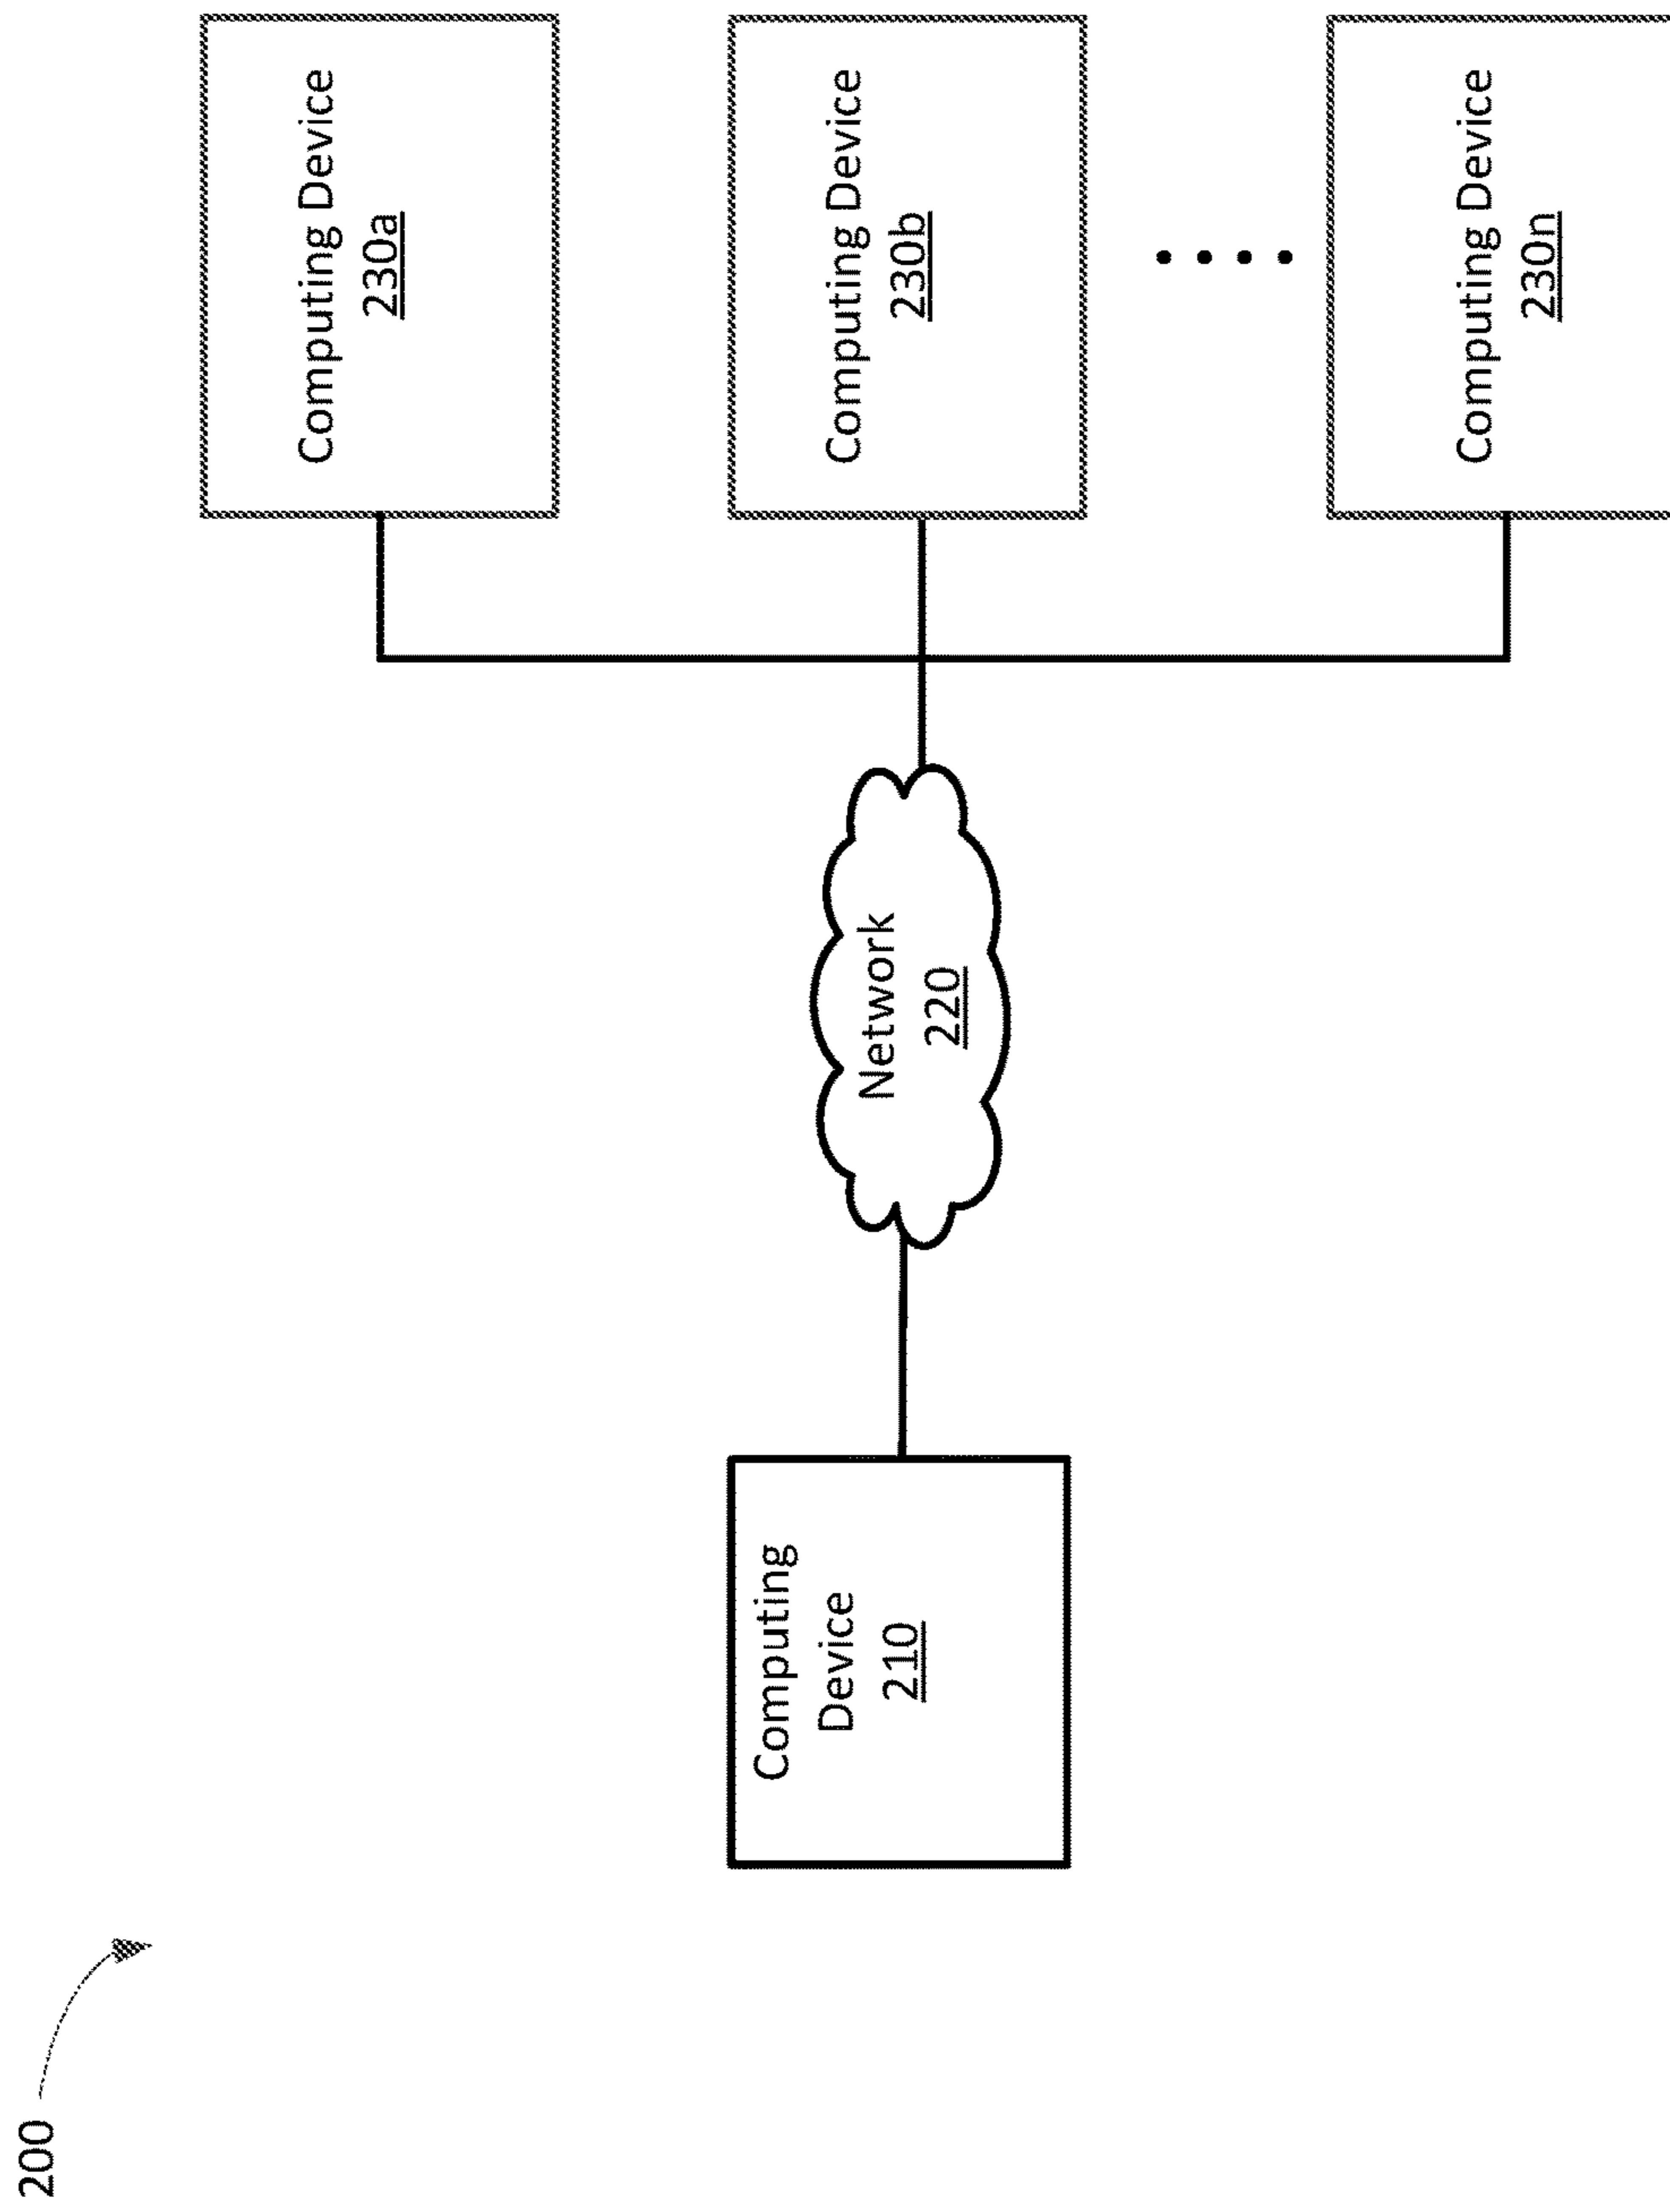 200
Computing
Device
210
Network
220
Computing Device
230a
Computing Device
230b
Computing Device
230n